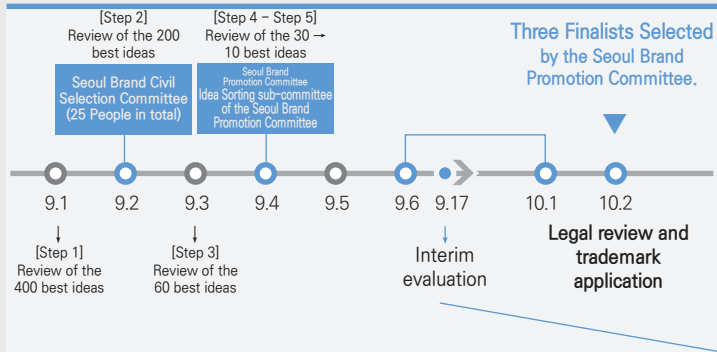 [Step 2]
Review of the 200
best ideas
Seoul Brand Civil
Selection Committee
(25 People in total)
[Step 4 – Step 5]
Review of the 30 →
10 best ideas
Seoul Brand
Promotion Committee
Idea Sorting sub-committee
of the Seoul Brand
Promotion Committee
Three Finalists Selected
by the Seoul Brand
Promotion Committee.
9.1
9.2
9.3
9.4
9.5
9.6
9.17
10.1
10.2
[Step 1]
Review of the
400 best ideas
[Step 3]
Review of the
60 best ideas
Interim
evaluation
Legal review and
trademark
application